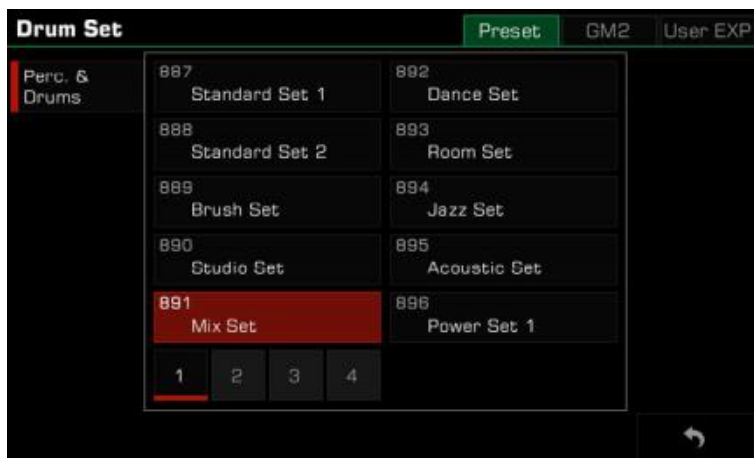 Drum Set
Preset
GM2
User EXP
Perc. &
Drums
887
Standard Set 1
892
Dance Set
888
Standard Set 2
893
Room Set
889
Brush Set
894
Jazz Set
890
Studio Set
895
Acoustic Set
891
Mix Set
896
Power Set 1
1
2
3
4